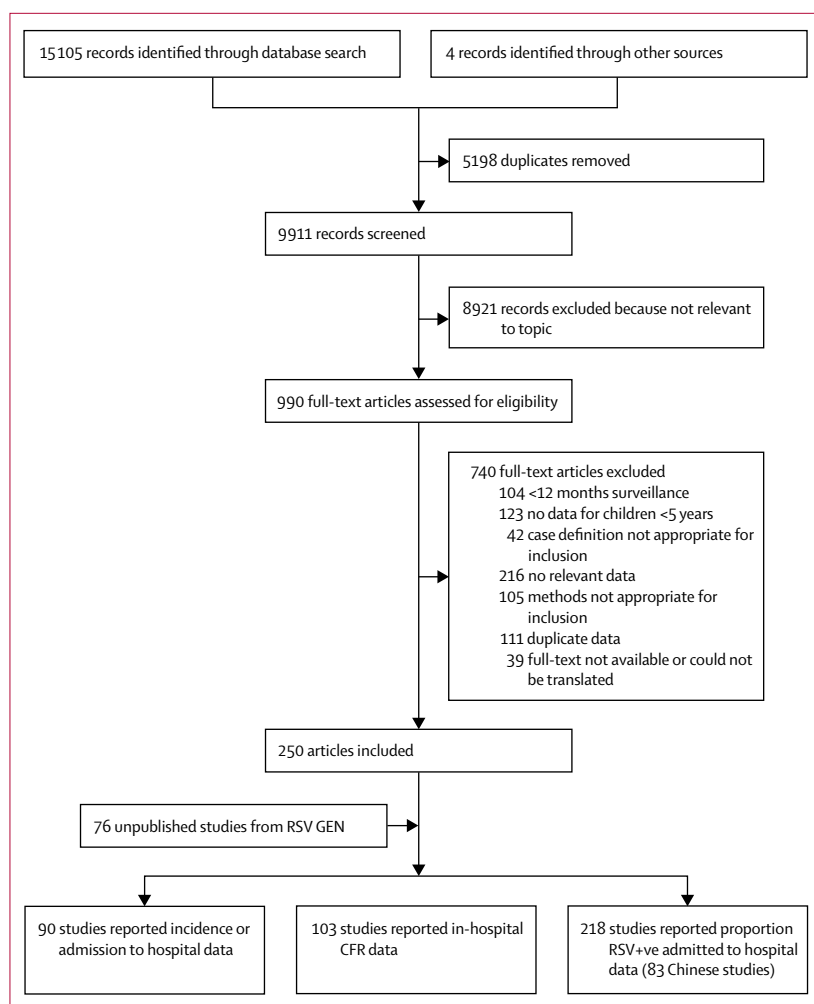 15105 records identified through database search
4 records identified through other sources
5198 duplicates removed
9911 records screened
8921 records excluded because not relevant
to topic
990 full-text articles assessed for eligibility
740 full-text articles excluded
104 <12 months surveillance
123 no data for children <5 years
42 case definition not appropriate for
inclusion
216 no relevant data
105 methods not appropriate for
inclusion
111 duplicate data
39 full-text not available or could not
be translated
250 articles included
76 unpublished studies from RSV GEN
90 studies reported incidence or
admission to hospital data
103 studies reported in-hospital
CFR data
218 studies reported proportion
RSV+ve admitted to hospital
data (83 Chinese studies)